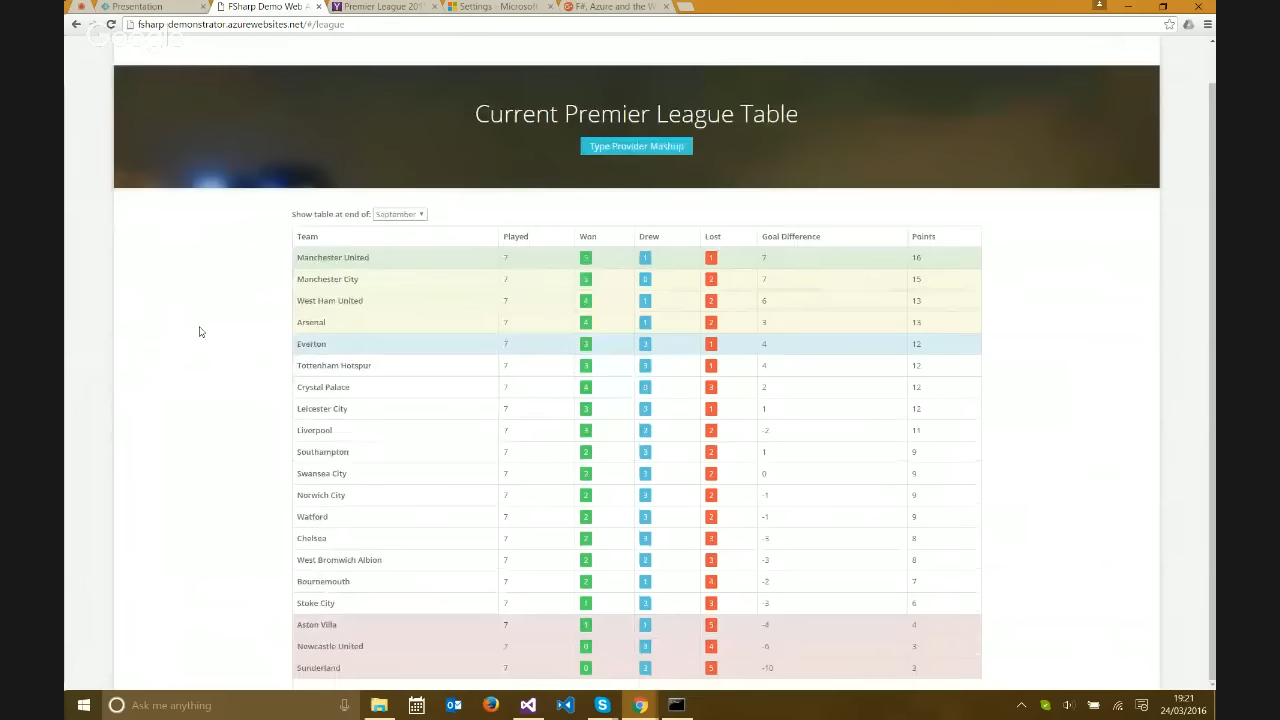 Presentation
FSharp Demo Web A
Premier League 201
Settings - Microsoft
F#, Azure and the W
fsharp-demonstrator.azurewebsites.net/#/league
Google
Current Premier League Table
Type Provider Mashup
Show table at end of: September
Team Played Won Drew Lost Goal Difference Points
Manchester United 7 5 1 1 7 16
Manchester City 7 5 0 2 7 15
West Ham United 7 4 1 2 6 13
Arsenal 7 4 1 2 3 13
Everton 7 3 3 1 4 12
Tottenham Hotspur 7 3 3 1 4 12
Crystal Palace 7 4 0 3 2 12
Leicester City 7 3 3 1 1 12
Liverpool 7 3 2 2 -2 11
Southampton 7 2 3 2 1 9
Swansea City 7 2 3 2 0 9
Norwich City 7 2 3 2 -1 9
Watford 7 2 3 2 -1 9
Chelsea 7 2 3 3 -3 8
West Bromwich Albion 7 2 2 3 -3 8
Bournemouth 7 2 1 4 -2 7
Stoke City 7 1 3 3 -3 6
Aston Villa 7 1 1 5 -4 4
Newcastle United 7 0 3 4 -6 3
Sunderland 7 0 2 5 -10 2
Ask me anything
19:21
24/03/2016